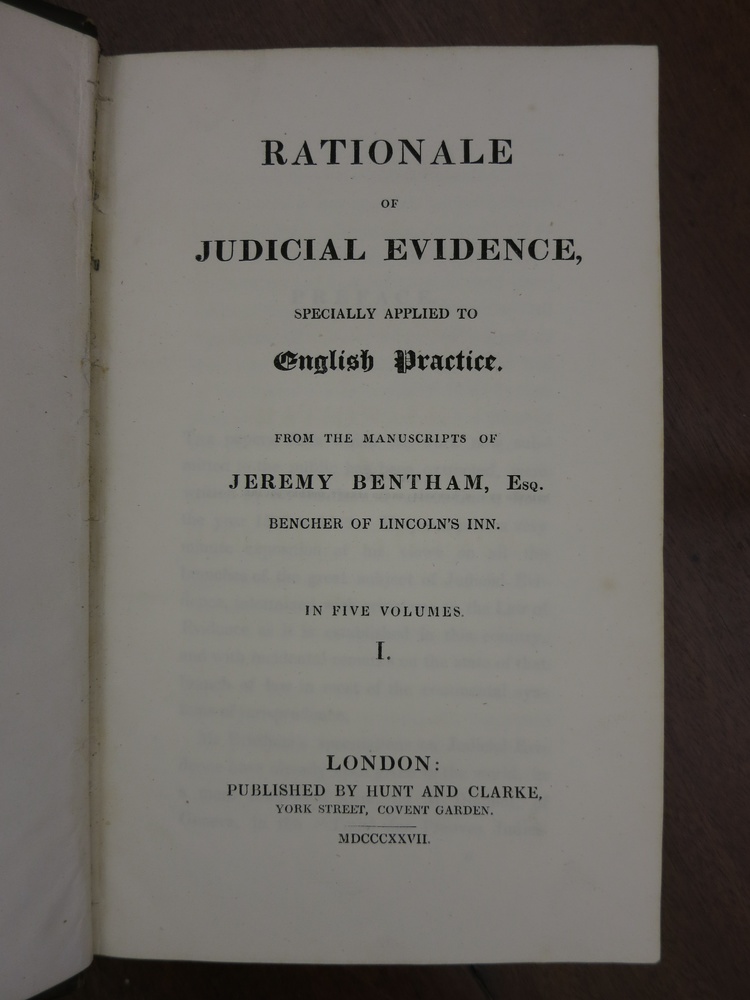 RATIONALE
OF
JUDICIAL EVIDENCE,
SPECIALLY APPLIED TO
English Practice.
FROM THE MANUSCRIPTS OF
JEREMY BENTHAM, Esq.
BENCHER OF LINCOLN'S INN.
IN FIVE VOLUMES.
I.
LONDON:
PUBLISHED BY HUNT AND CLARKE,
YORK STREET, COVENT GARDEN.
MDCCCXXVII.